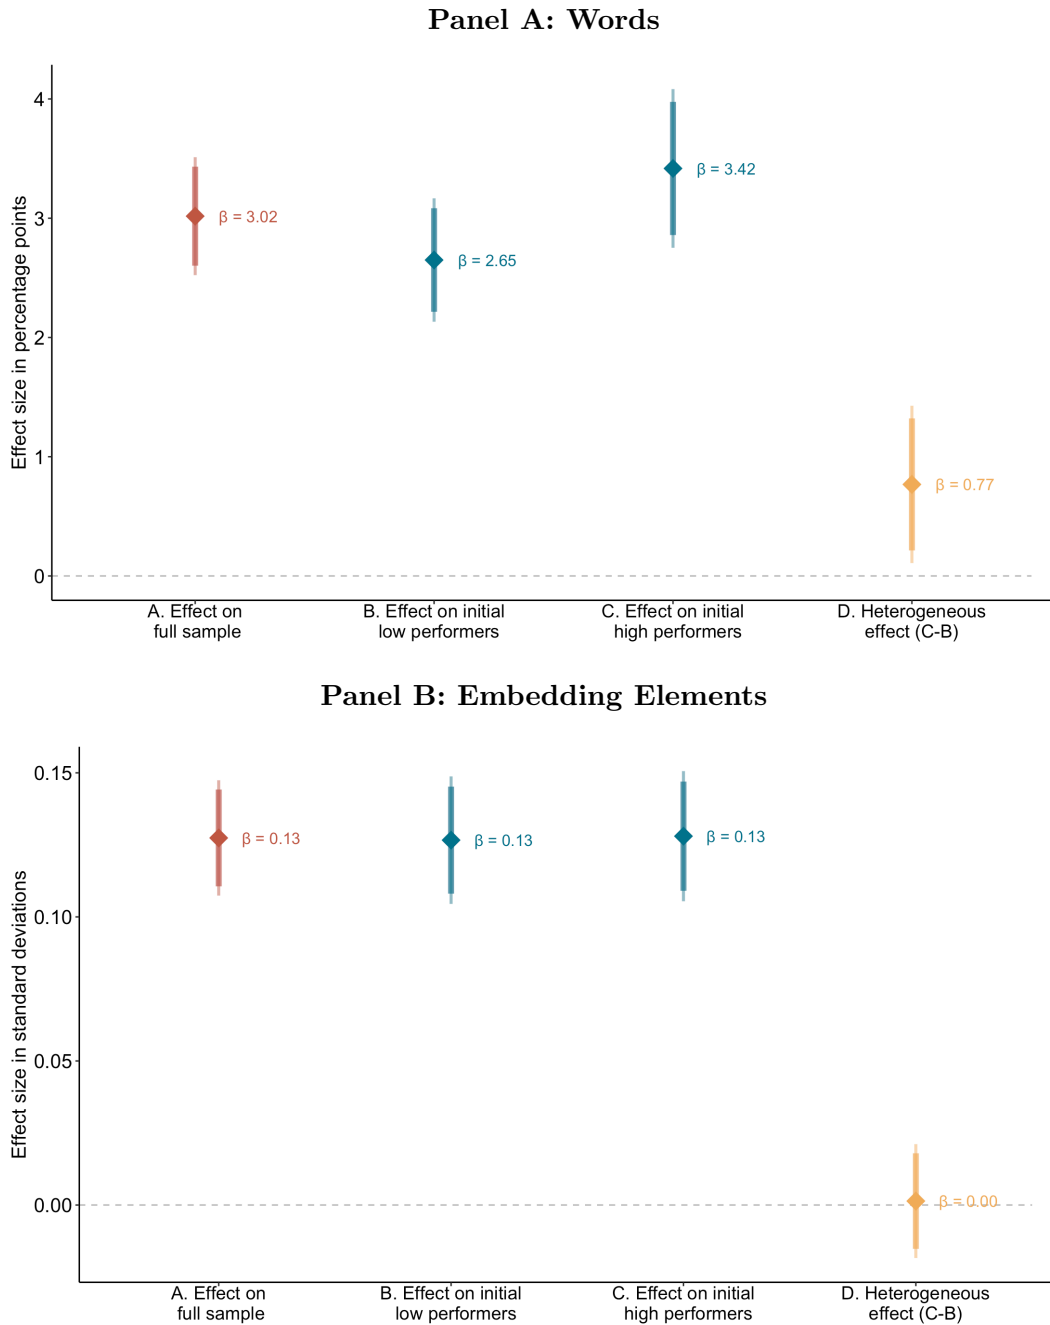 Panel A: Words
Effect size in percentage points
4
3
2
1
0
β = 3.02
β = 2.65
β = 3.42
β = 0.77
A. Effect on
full sample
B. Effect on initial
low performers
C. Effect on initial
high performers
D. Heterogeneous
effect (C-B)
Panel B: Embedding Elements
Effect size in standard deviations
0.15
0.10
0.05
0.00
β = 0.13
β = 0.13
β = 0.13
β = 0.00
A. Effect on
full sample
B. Effect on initial
low performers
C. Effect on initial
high performers
D. Heterogeneous
effect (C-B)